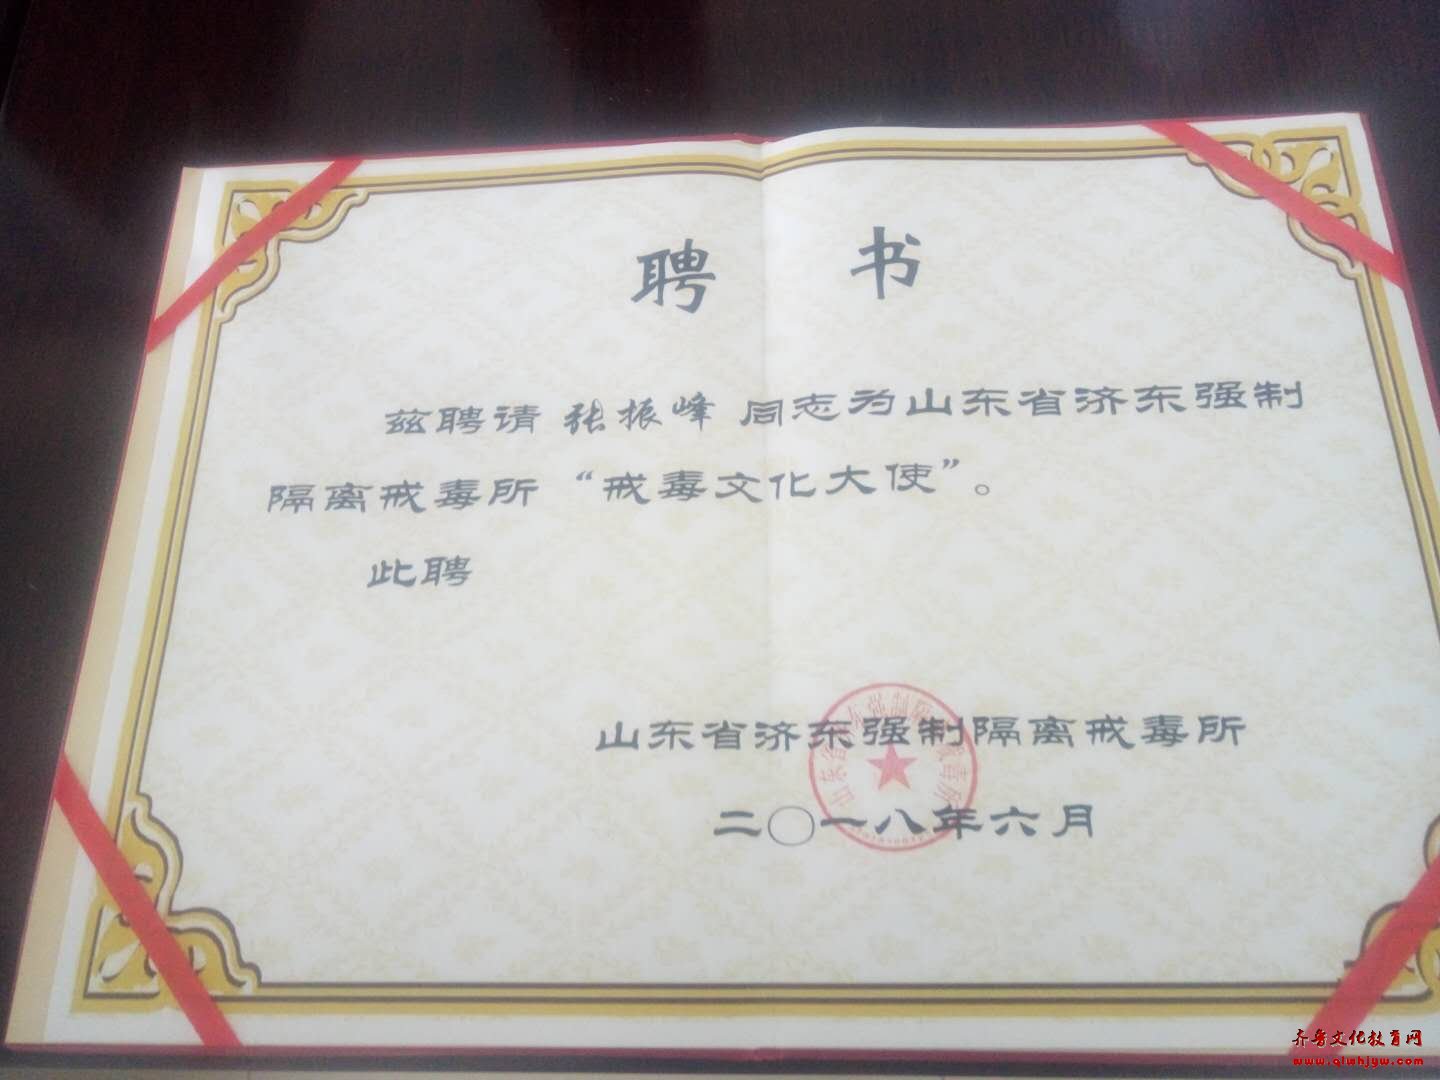 聘 书
兹聘请 张振峰 同志为山东省济东强制
隔离戒毒所 “戒毒文化大使”。
此聘
山东省济东强制隔离戒毒所
二〇一八年六月
齐鲁文化教育网
www.qlwhjyw.com